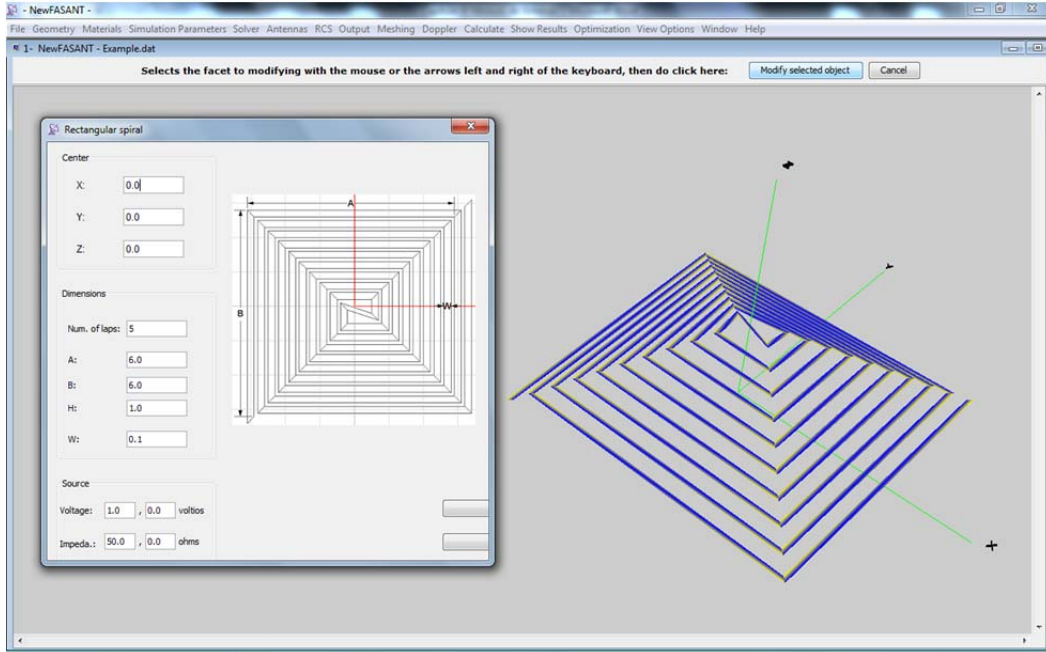 - NewFASANT -
File Geometry Materials Simulation Parameters Solver Antennas RCS Output Meshing Doppler Calculate Show Results Optimization View Options Window Help
1- NewFASANT - Example.dat
Selects the facet to modifying with the mouse or the arrows left and right of the keyboard, then do click here: Modify selected object Cancel
Rectangular spiral
Center
X: 0.0
Y: 0.0
Z: 0.0
Dimensions
Num. of laps: 5
A: 6.0
B: 6.0
H: 1.0
W: 0.1
Source
Voltage: 1.0 , 0.0 voltios
Impeda.: 50.0 , 0.0 ohms
A
B
W
Z
Y
X